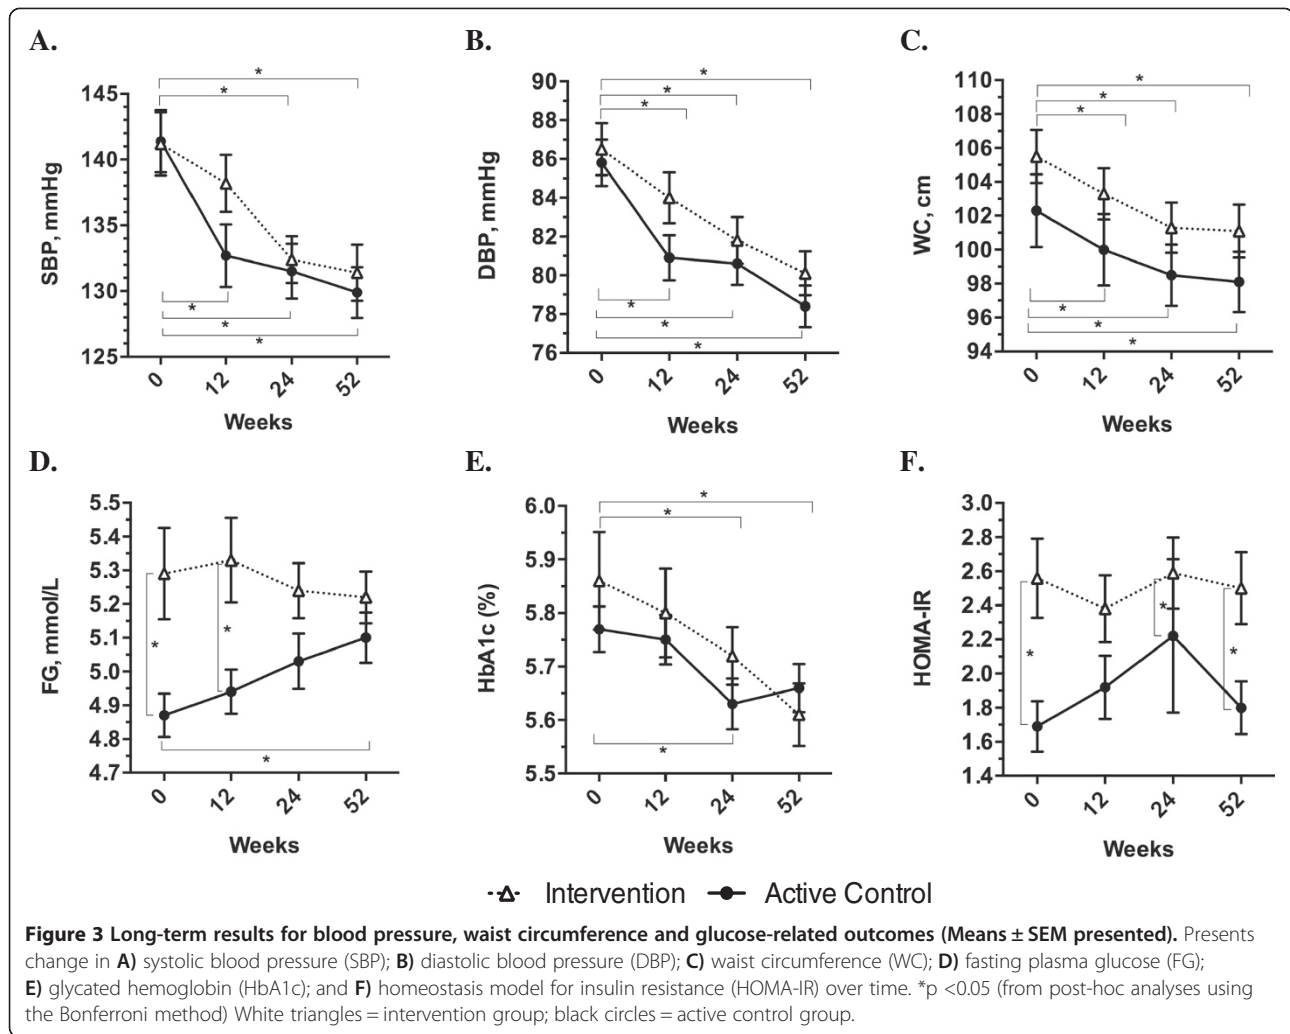 A.
B.
C.
SBP, mmHg
145
140
135
130
125
* *
* * *
0 12 24 52
Weeks
DBP, mmHg
90
88
86
84
82
80
78
76
* * *
* * *
0 12 24 52
Weeks
WC, cm
110
108
106
104
102
100
98
96
94
* * *
* * *
0 12 24 52
Weeks
D.
E.
F.
FG, mmol/L
5.5
5.4
5.3
5.2
5.1
5.0
4.9
4.8
4.7
* *
*
0 12 24 52
Weeks
HbA1c (%)
6.0
5.9
5.8
5.7
5.6
5.5
* *
*
0 12 24 52
Weeks
HOMA-IR
3.0
2.8
2.6
2.4
2.2
2.0
1.8
1.6
1.4
* * *
0 12 24 52
Weeks
Intervention Active Control
Figure 3 Long-term results for blood pressure, waist circumference and glucose-related outcomes (Means ± SEM presented). Presents
change in A) systolic blood pressure (SBP); B) diastolic blood pressure (DBP); C) waist circumference (WC); D) fasting plasma glucose (FG);
E) glycated hemoglobin (HbA1c); and F) homeostasis model for insulin resistance (HOMA-IR) over time. *p <0.05 (from post-hoc analyses using
the Bonferroni method) White triangles = intervention group; black circles = active control group.